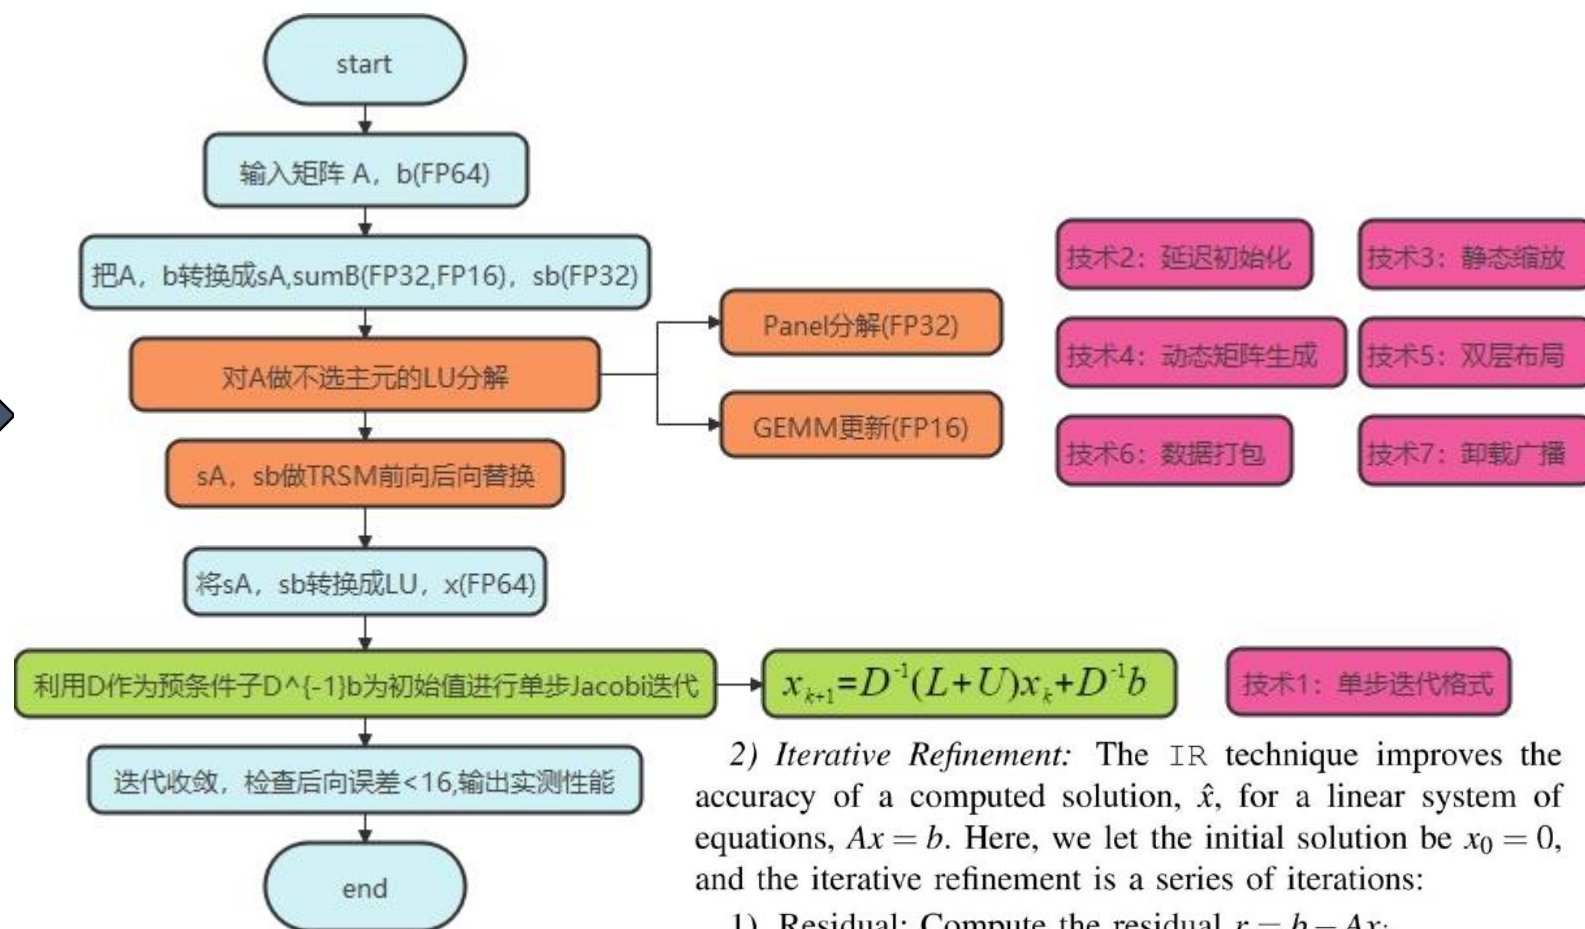 start
输入矩阵 A，b(FP64)
把A，b转换成sA,sumB(FP32,FP16)，sb(FP32)
对A做不选主元的LU分解
Panel分解(FP32)
GEMM更新(FP16)
技术2：延迟初始化
技术3：静态缩放
技术4：动态矩阵生成
技术5：双层布局
技术6：数据打包
技术7：卸载广播
sA，sb做TRSM前向后向替换
将sA，sb转换成LU，x(FP64)
利用D作为预条件子D^{-1}b为初始值进行单步Jacobi迭代
x_{k+1}=D^{-1}(L+U)x_k+D^{-1}b
技术1：单步迭代格式
迭代收敛，检查后向误差<16,输出实测性能
end
2) Iterative Refinement: The IR technique improves the
accuracy of a computed solution, x̂, for a linear system of
equations, Ax = b. Here, we let the initial solution be x₀ = 0,
and the iterative refinement is a series of iterations:
1) Residual: Compute the residual r = b − Axᵢ